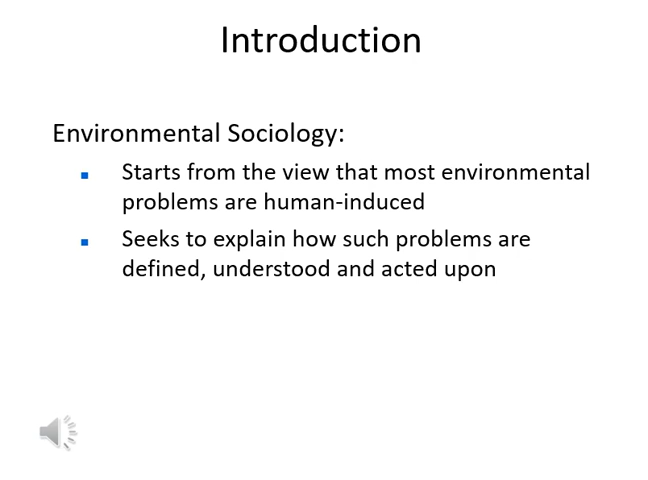 Introduction
Environmental Sociology:
Starts from the view that most environmental
problems are human-induced
Seeks to explain how such problems are
defined, understood and acted upon